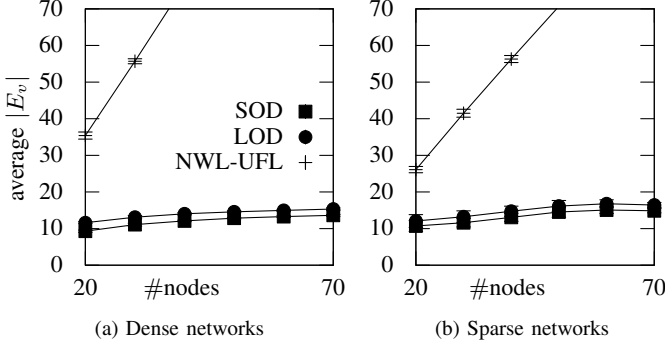 average |E_v|
70
60
50
40
30
20
10
0
SOD
LOD
NWL-UFL
20 #nodes 70
(a) Dense networks
70
60
50
40
30
20
10
0
20 #nodes 70
(b) Sparse networks